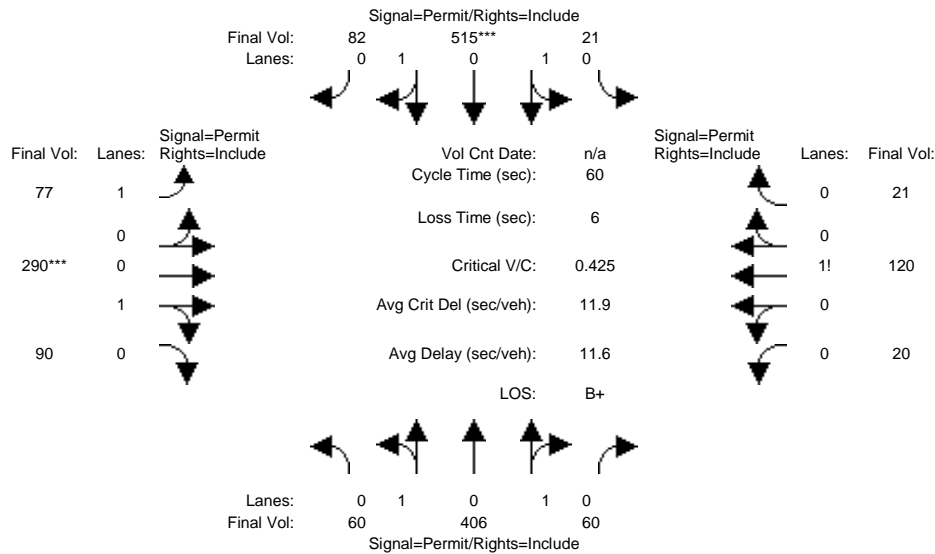 Signal=Permit/Rights=Include
Final Vol: 82 515*** 21
Lanes: 0 1 0 1 0
Signal=Permit Signal=Permit
Final Vol: Lanes: Rights=Include Vol Cnt Date: n/a Rights=Include Lanes: Final Vol:
Cycle Time (sec): 60
77 1 0 21
Loss Time (sec): 6
0 0
290*** 0 Critical V/C: 0.425 1! 120
1 Avg Crit Del (sec/veh): 11.9 0
90 0 Avg Delay (sec/veh): 11.6 0 20
LOS: B+
Lanes: 0 1 0 1 0
Final Vol: 60 406 60
Signal=Permit/Rights=Include